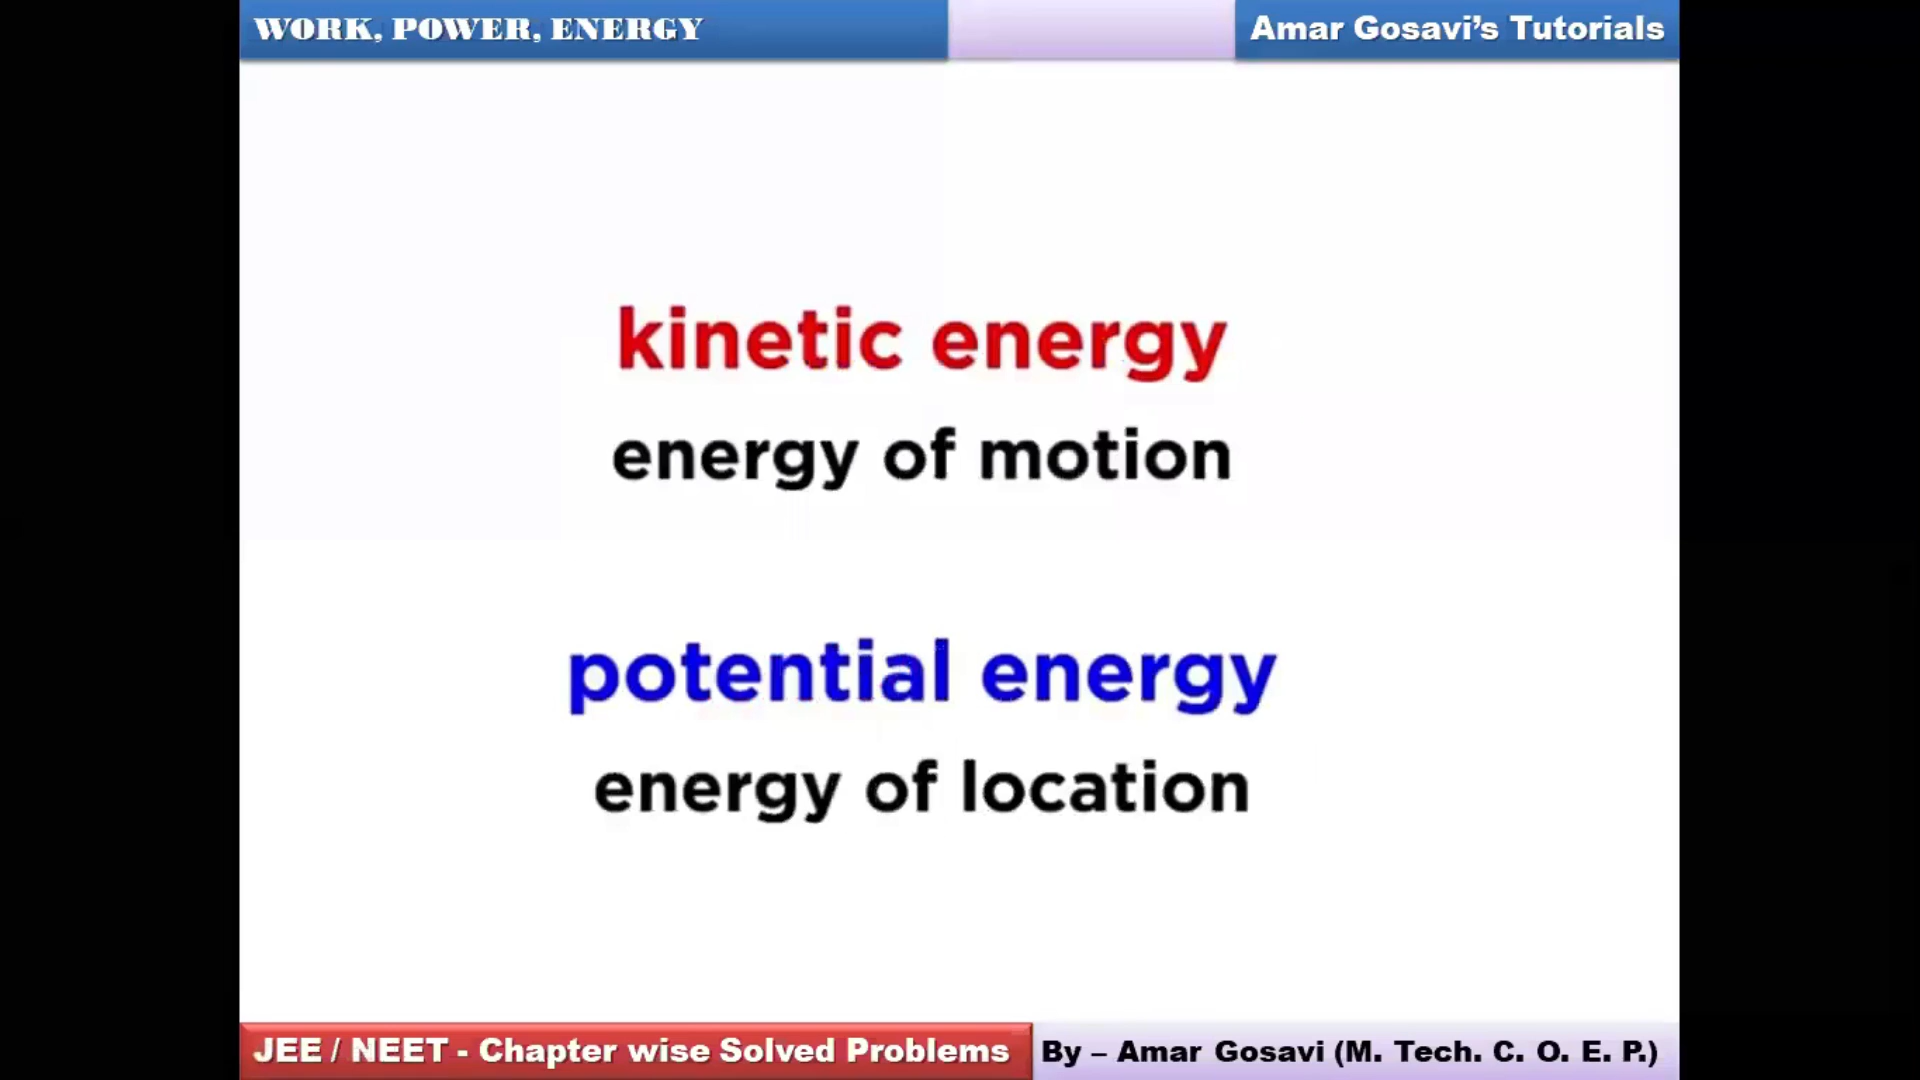 WORK, POWER, ENERGY
Amar Gosavi’s Tutorials
kinetic energy
energy of motion
potential energy
energy of location
JEE / NEET - Chapter wise Solved Problems
By – Amar Gosavi (M. Tech. C. O. E. P.)